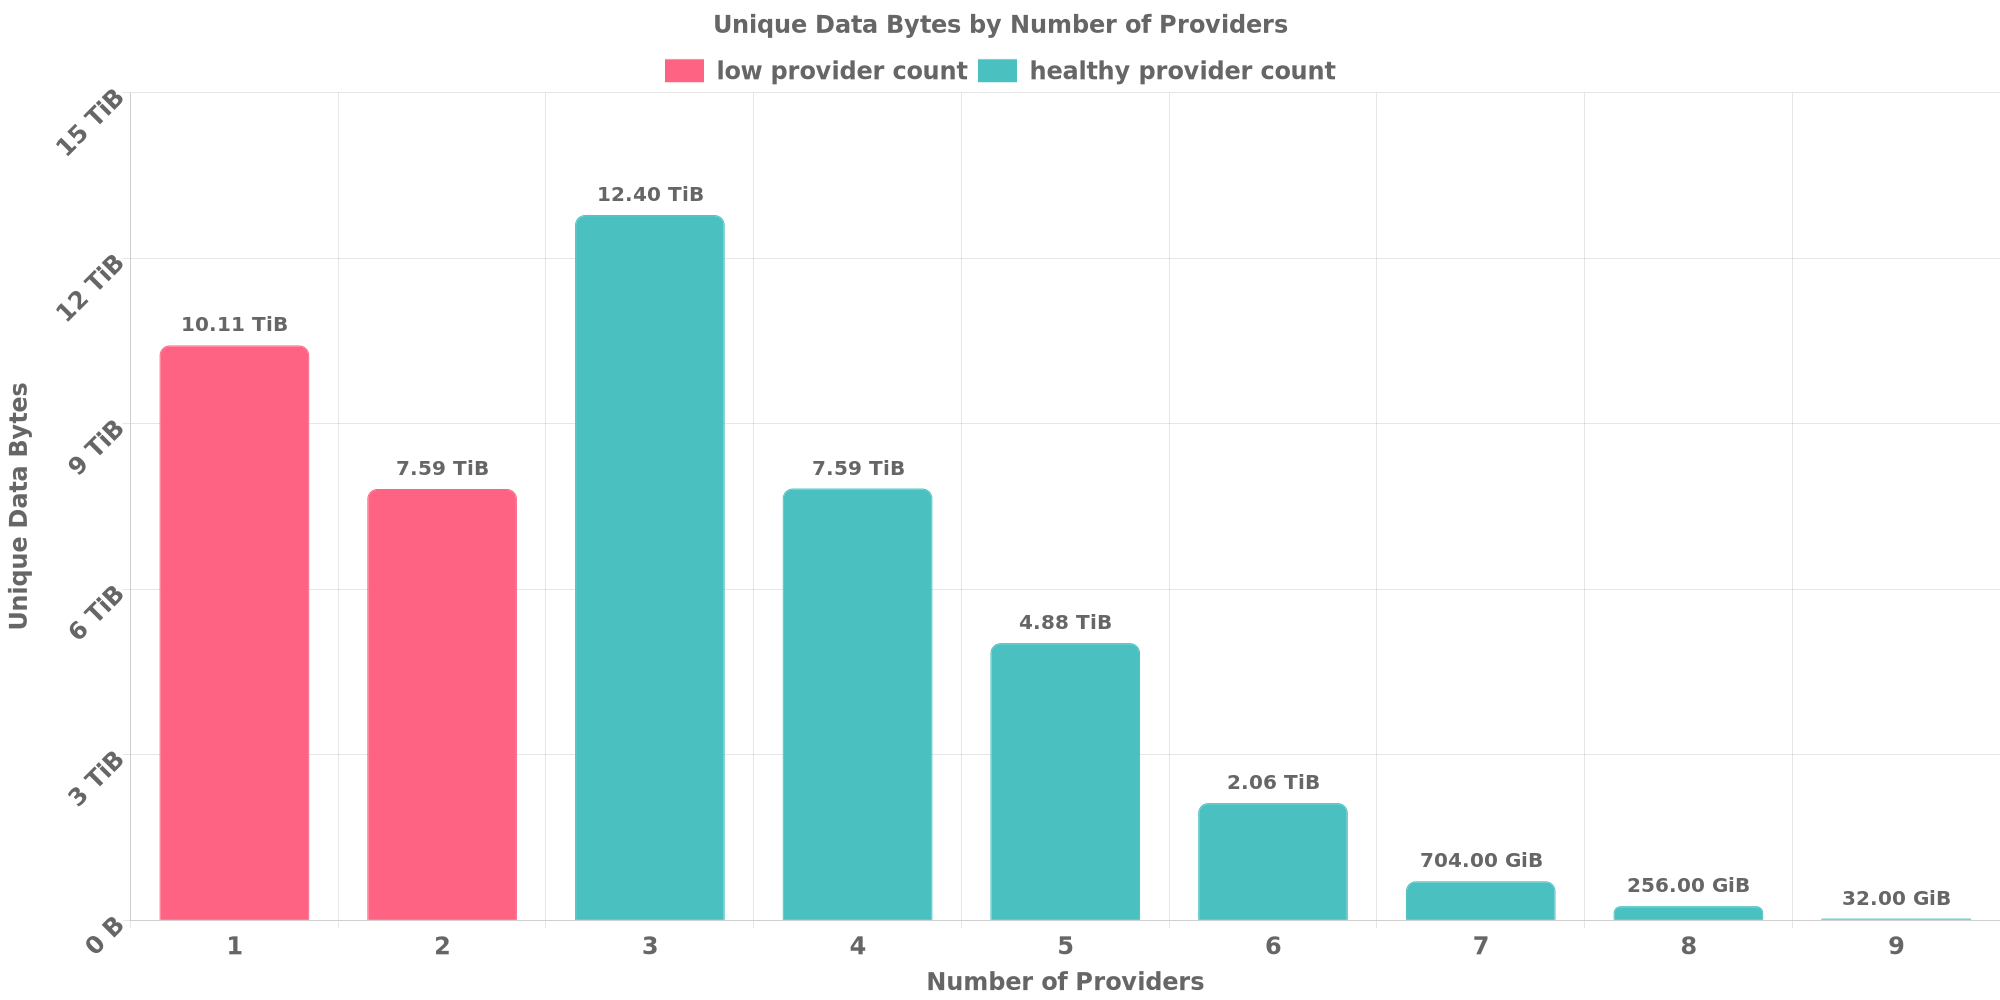 Unique Data Bytes by Number of Providers
low provider count healthy provider count
15 TiB
12 TiB
9 TiB
6 TiB
3 TiB
0 B
Unique Data Bytes
10.11 TiB
7.59 TiB
12.40 TiB
7.59 TiB
4.88 TiB
2.06 TiB
704.00 GiB
256.00 GiB
32.00 GiB
1 2 3 4 5 6 7 8 9
Number of Providers